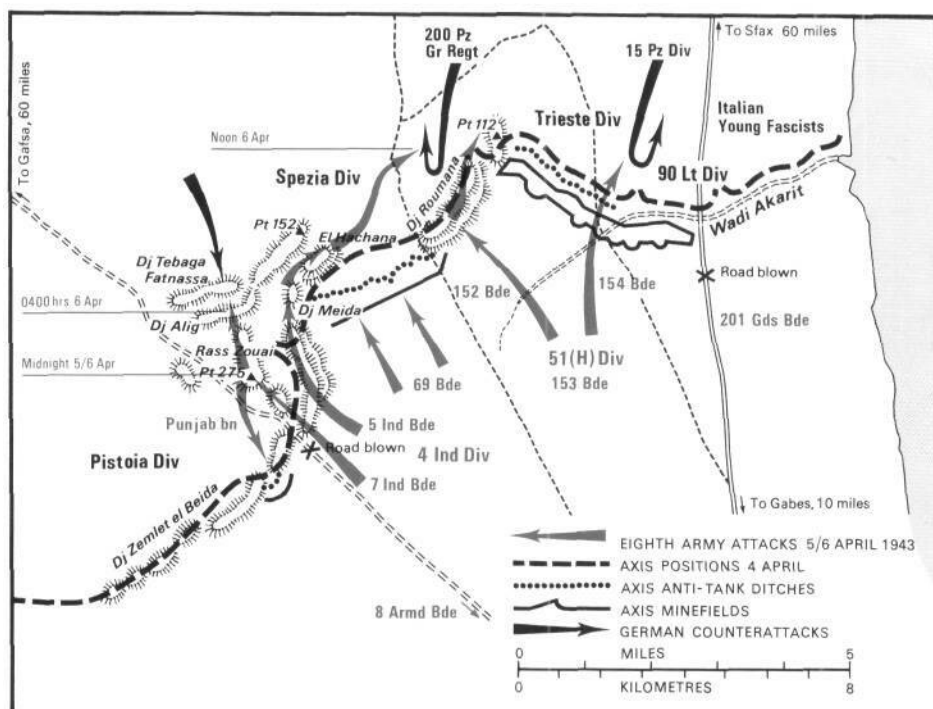 200 Pz
Gr Regt
15 Pz Div
To Sfax 60 miles
To Gafsa, 60 miles
Noon 6 Apr
Pt 112
Trieste Div
Italian
Young Fascists
Spezia Div
90 Lt Div
Wadi Akarit
Dj Roumana
Pt 152
El Hachana
Dj Tebaga
Fatnassa
0400 hrs 6 Apr
Dj Alig
Dj Meida
152 Bde
154 Bde
Road blown
201 Gds Bde
Rass Zouai
Midnight 5/6 Apr
Pt 275
69 Bde
51(H) Div
153 Bde
Punjab bn
5 Ind Bde
Road blown
4 Ind Div
Pistoia Div
7 Ind Bde
To Gabes, 10 miles
Dj Zemlet el Beida
8 Armd Bde
EIGHTH ARMY ATTACKS 5/6 APRIL 1943
AXIS POSITIONS 4 APRIL
AXIS ANTI-TANK DITCHES
AXIS MINEFIELDS
GERMAN COUNTERATTACKS
0 5
MILES
0 8
KILOMETRES